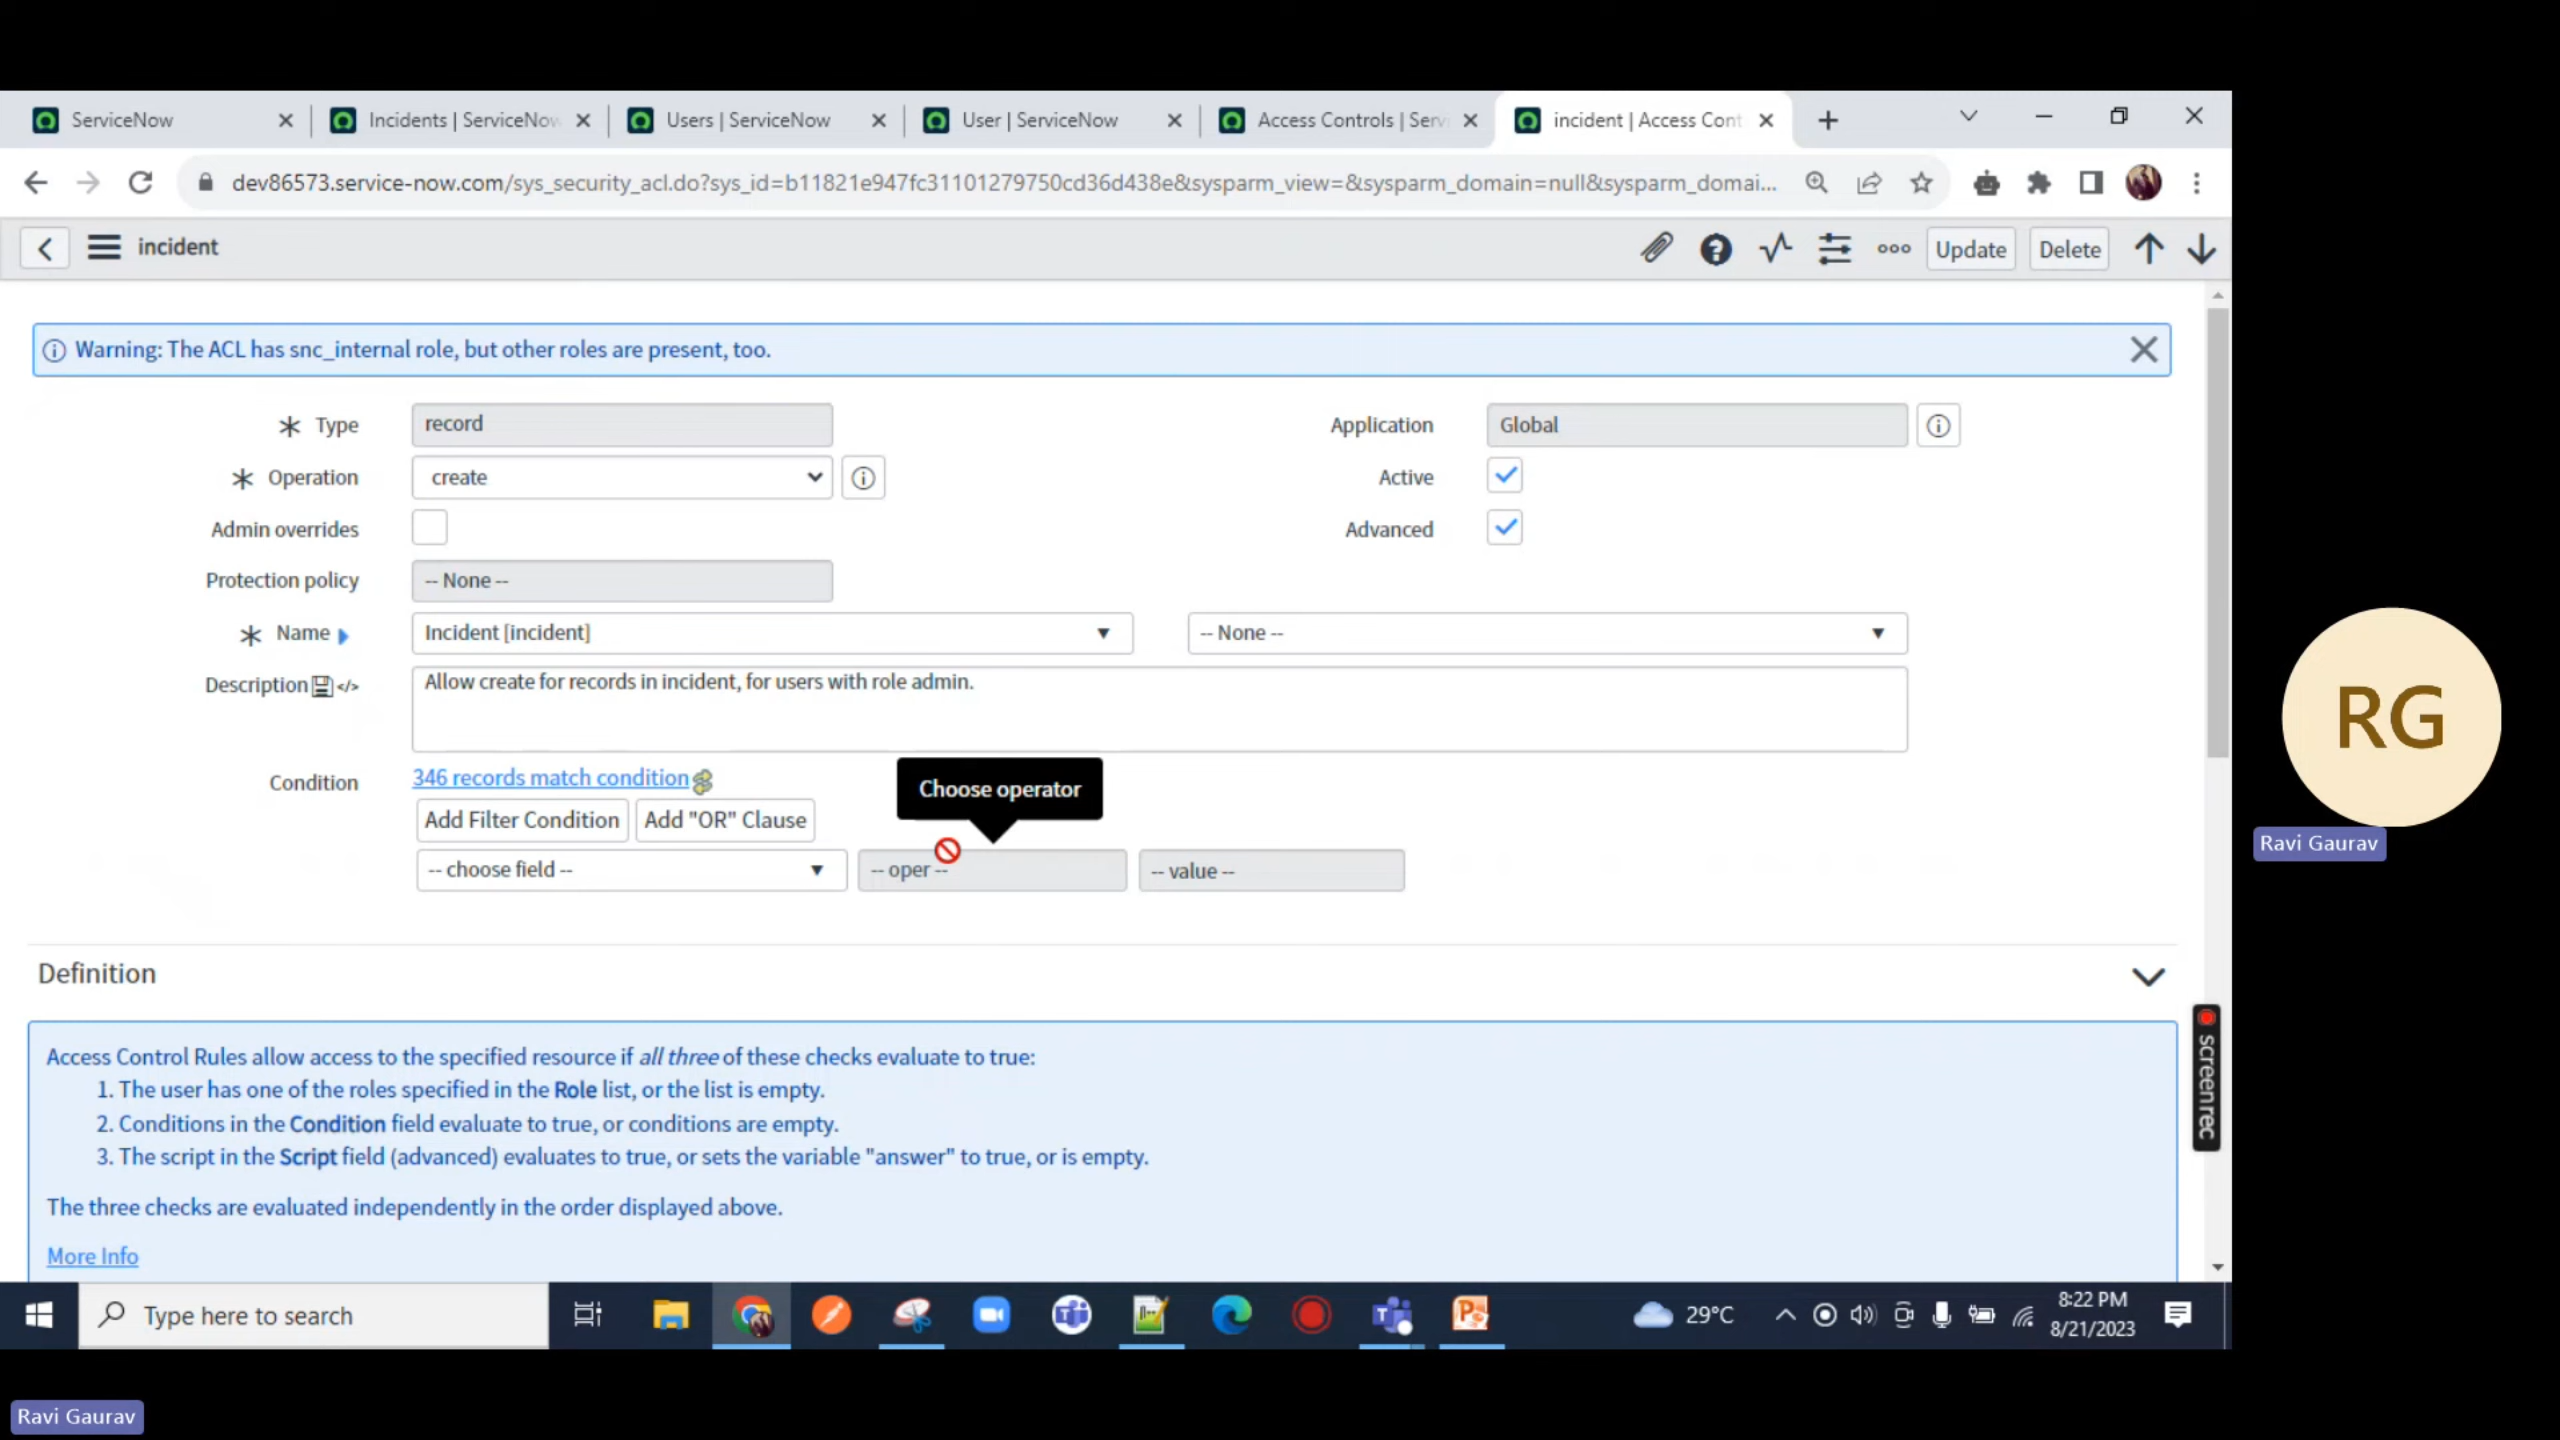 ServiceNow
Incidents | ServiceNow
Users | ServiceNow
User | ServiceNow
Access Controls | Serv
incident | Access Cont
dev86573.service-now.com/sys_security_acl.do?sys_id=b11821e947fc31101279750cd36d438e&sysparm_view=&sysparm_domain=null&sysparm_domai...
incident
Update
Delete
Warning: The ACL has snc_internal role, but other roles are present, too.
Type
record
Application
Global
Operation
create
Active
Admin overrides
Advanced
Protection policy
-- None --
Name
Incident [incident]
-- None --
Description
Allow create for records in incident, for users with role admin.
Condition
346 records match condition
Choose operator
Add Filter Condition
Add "OR" Clause
-- choose field --
-- oper --
-- value --
Definition
Access Control Rules allow access to the specified resource if all three of these checks evaluate to true:
1. The user has one of the roles specified in the Role list, or the list is empty.
2. Conditions in the Condition field evaluate to true, or conditions are empty.
3. The script in the Script field (advanced) evaluates to true, or sets the variable "answer" to true, or is empty.
The three checks are evaluated independently in the order displayed above.
More Info
screenrec
RG
Ravi Gaurav
Type here to search
29°C
8:22 PM
8/21/2023
Ravi Gaurav